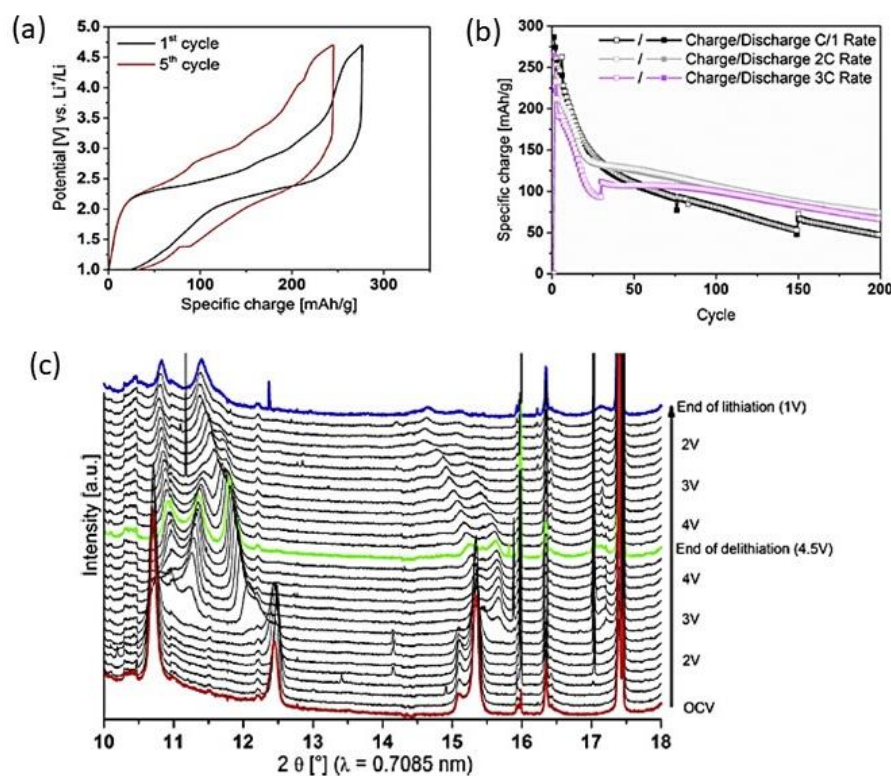 (a)
1st cycle
5th cycle
Potential [V] vs. Li+/Li
5.0
4.5
4.0
3.5
3.0
2.5
2.0
1.5
1.0
0
100
200
300
Specific charge [mAh/g]
(b)
/ Charge/Discharge C/1 Rate
/ Charge/Discharge 2C Rate
/ Charge/Discharge 3C Rate
Specific charge [mAh/g]
300
250
200
150
100
50
0
0
50
100
150
200
Cycle
(c)
Intensity [a.u.]
End of lithiation (1V)
2V
3V
4V
End of delithiation (4.5V)
4V
3V
2V
OCV
10
11
12
13
14
15
16
17
18
2 θ [°] (λ = 0.7085 nm)